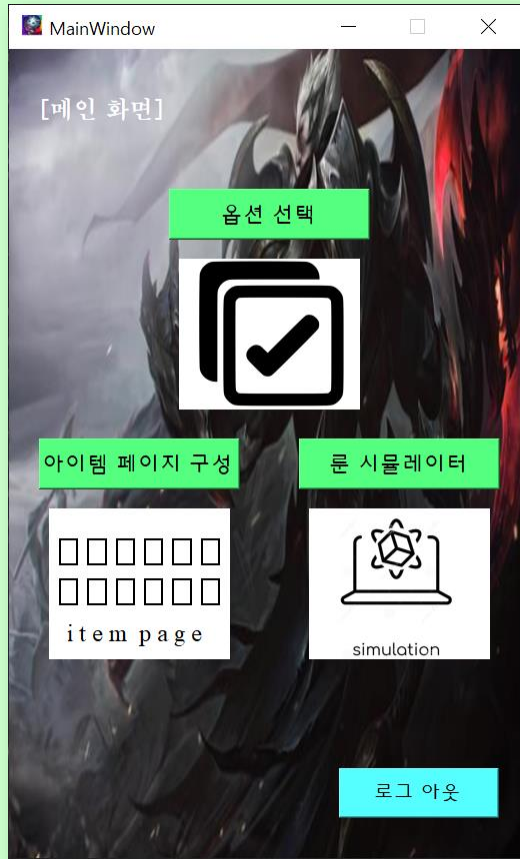 MainWindow
[메인 화면]
옵션 선택
아이템 페이지 구성
룬 시뮬레이터
item page
simulation
로그 아웃